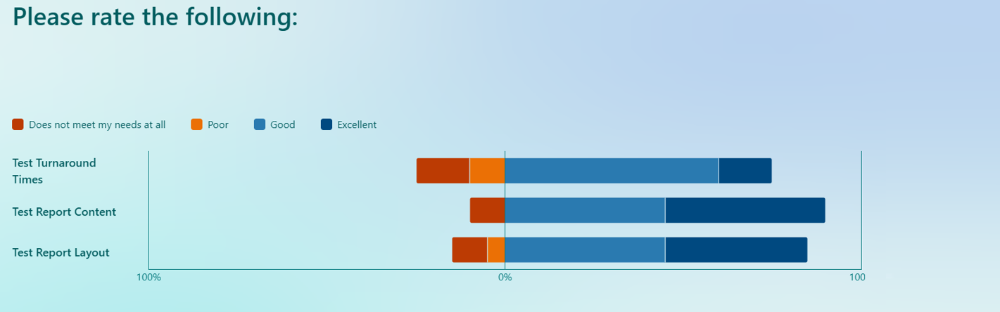 Please rate the following:
Does not meet my needs at all Poor Good Excellent
Test Turnaround
Times
Test Report Content
Test Report Layout
100% 0% 100